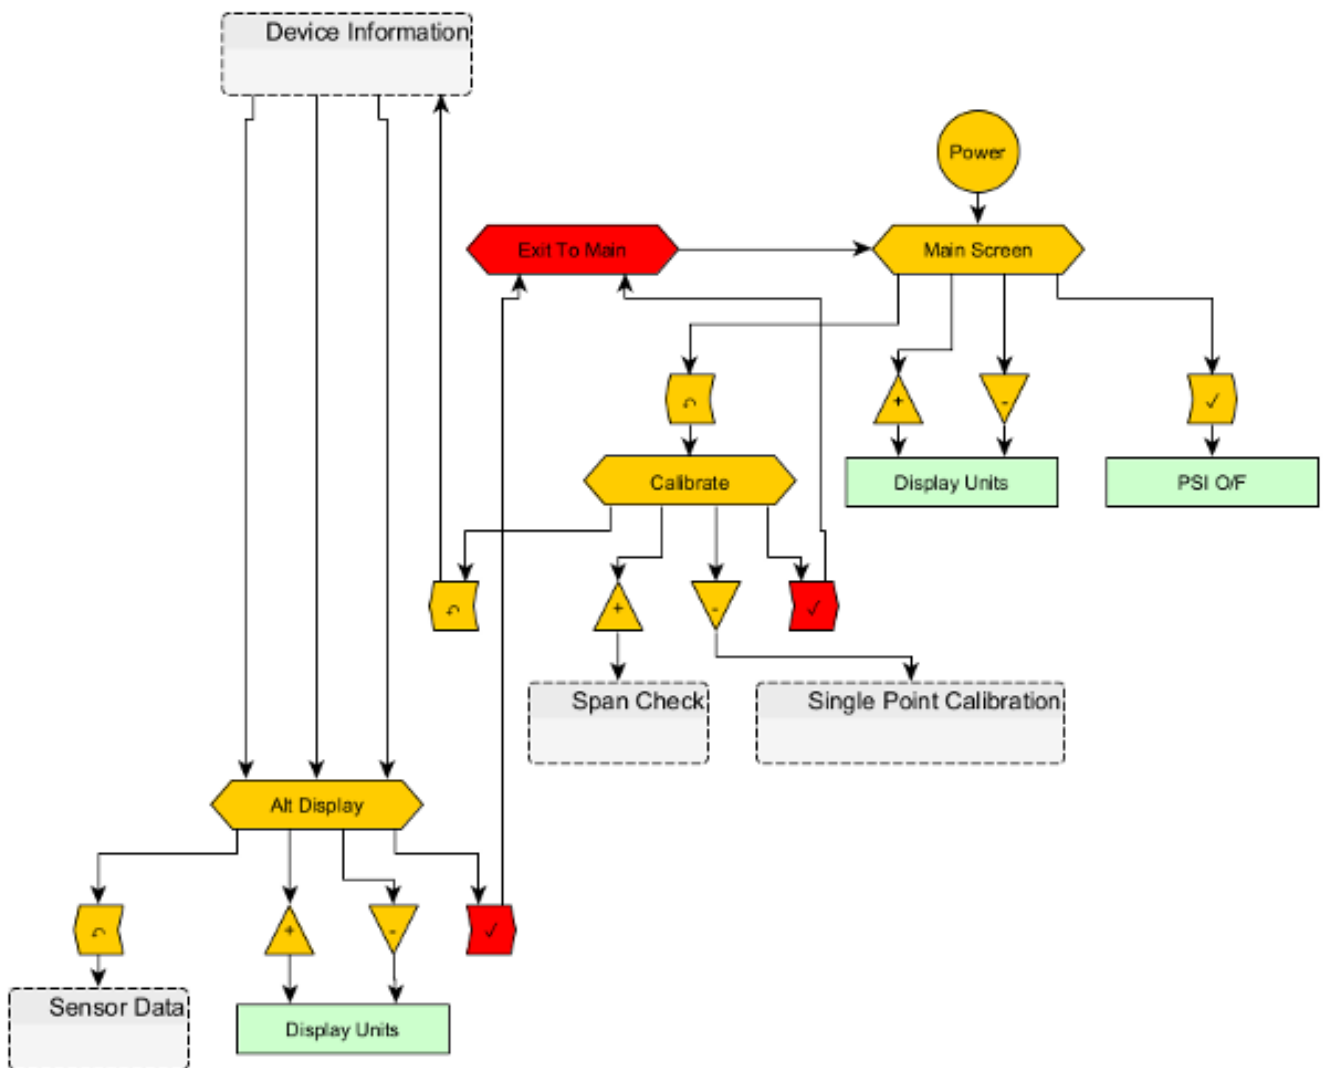 Device Information
Power
Exit To Main
Main Screen
↶
+
-
✓
Calibrate
Display Units
PSI O/F
↶
+
-
✓
Span Check
Single Point Calibration
Alt Display
↶
+
-
✓
Sensor Data
Display Units